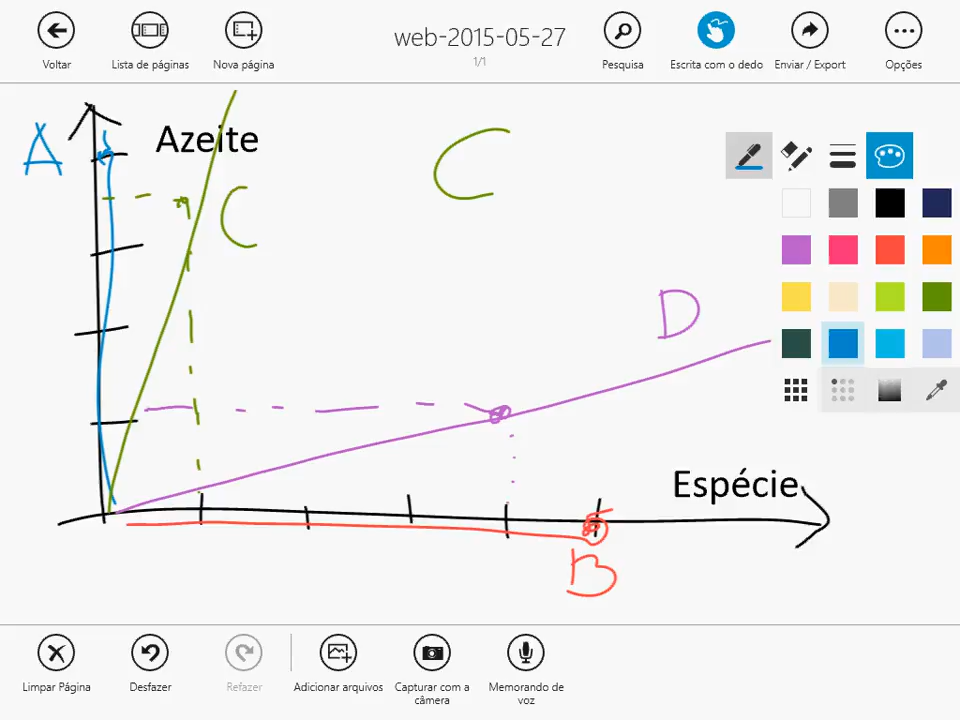 Voltar
Lista de páginas
Nova página
web-2015-05-27
1/1
Pesquisa
Escrita com o dedo
Enviar / Export
Opções
A
Azeite
C
C
D
Espécie
B
Limpar Página
Desfazer
Refazer
Adicionar arquivos
Capturar com a
câmera
Memorando de
voz